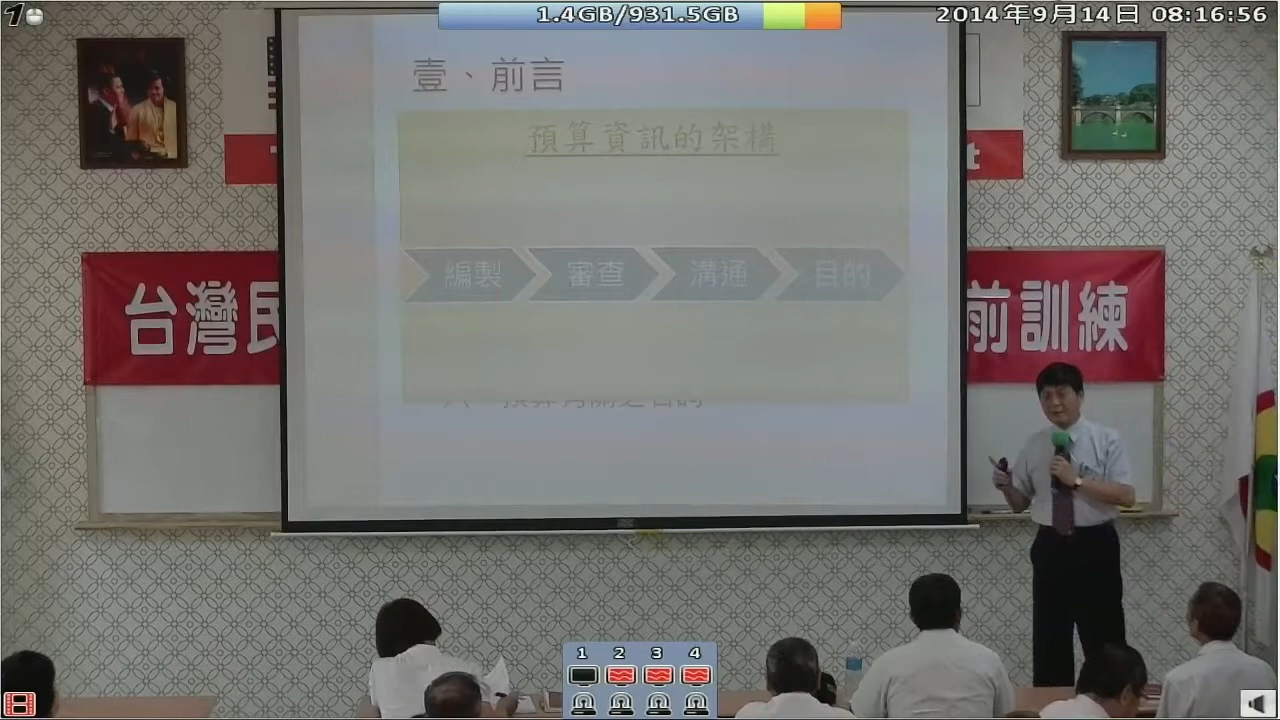 1
1.4GB/931.5GB
2014年9月14日 08:16:56
壹、前言
預算資訊的架構
編製
審查
溝通
目的
t
台灣民
前訓練
1 2 3 4